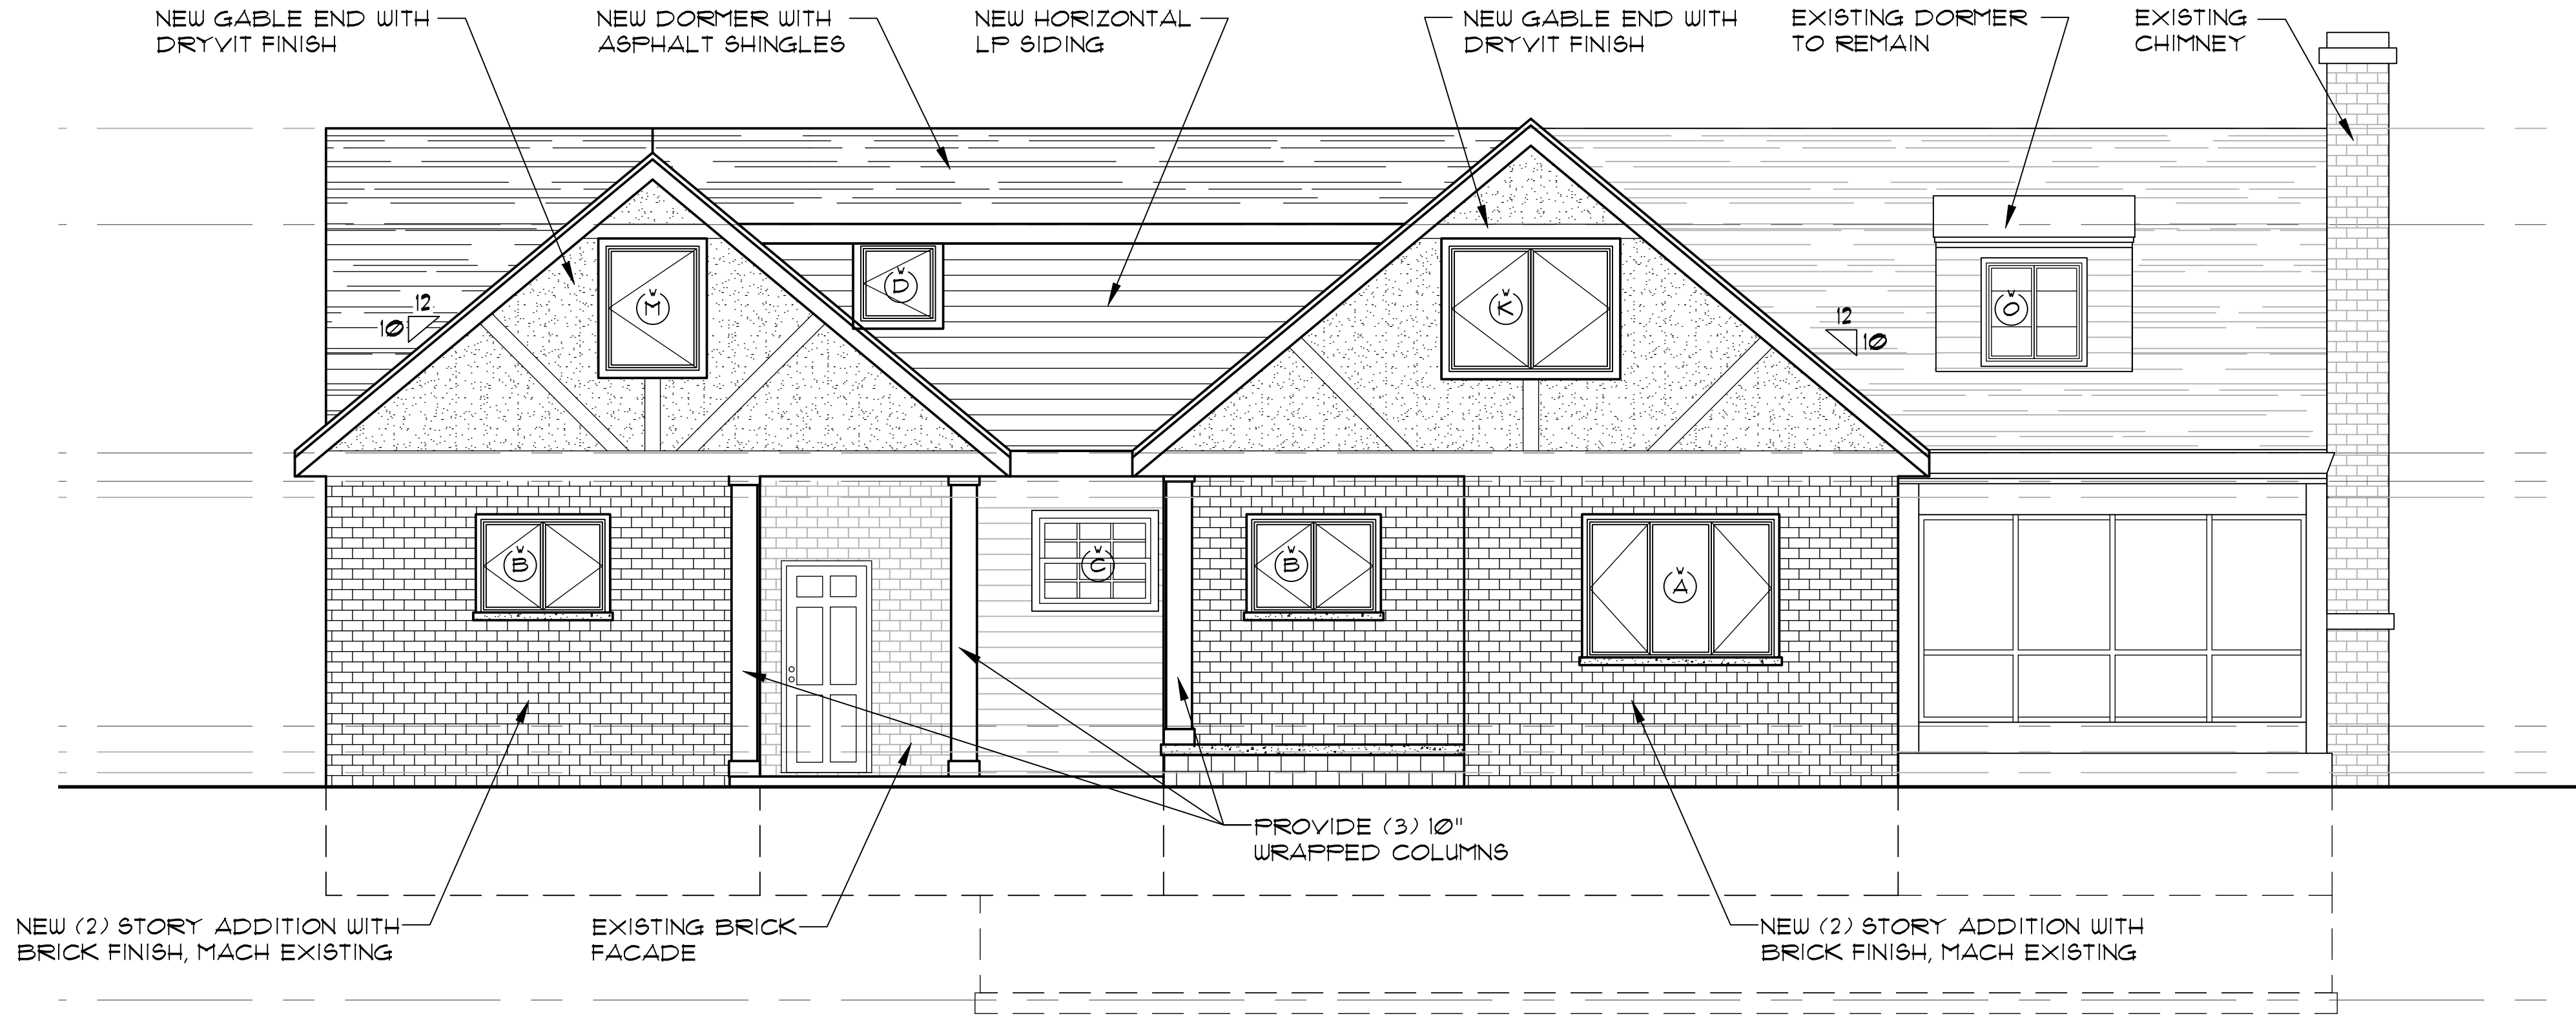 NEW GABLE END WITH
DRYVIT FINISH
NEW DORMER WITH
ASPHALT SHINGLES
NEW HORIZONTAL
LP SIDING
NEW GABLE END WITH
DRYVIT FINISH
EXISTING DORMER
TO REMAIN
EXISTING
CHIMNEY
12
10
W
M
W
D
W
K
12
10
W
O
W
B
W
C
W
B
W
A
PROVIDE (3) 10"
WRAPPED COLUMNS
NEW (2) STORY ADDITION WITH
BRICK FINISH, MACH EXISTING
EXISTING BRICK
FACADE
NEW (2) STORY ADDITION WITH
BRICK FINISH, MACH EXISTING